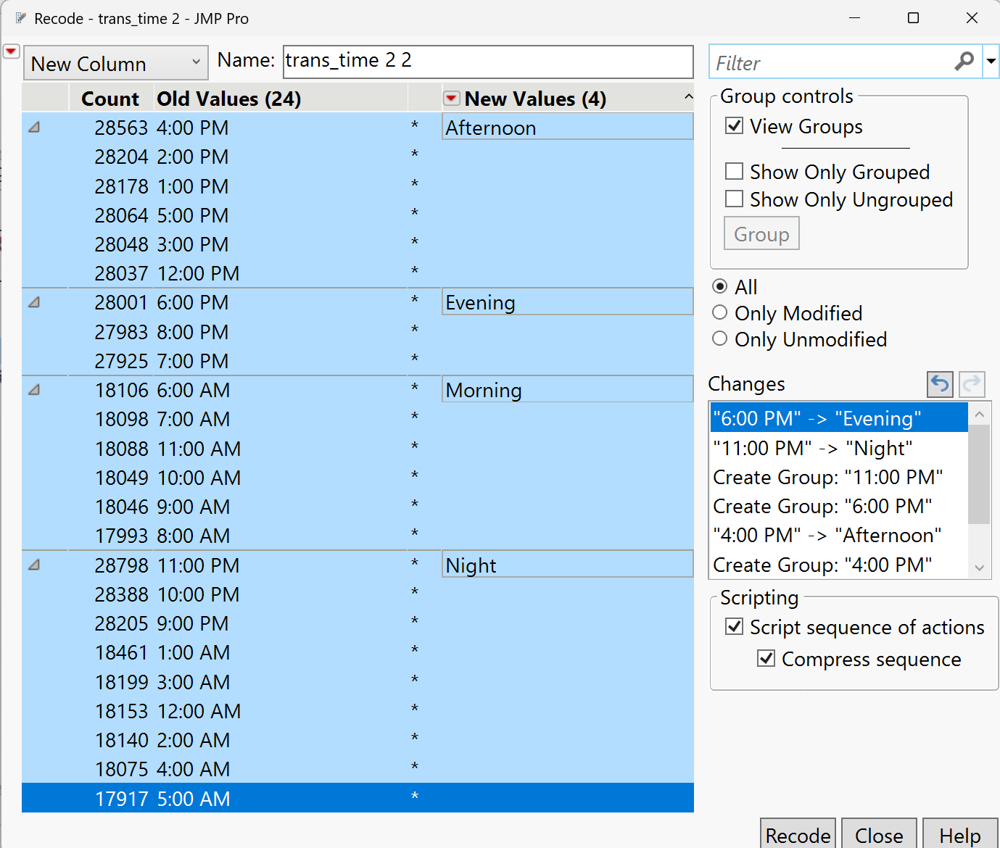 Recode - trans_time 2 - JMP Pro
New Column Name: trans_time 2 2
Filter
Count Old Values (24) New Values (4)
28563 4:00 PM * Afternoon
28204 2:00 PM *
28178 1:00 PM *
28064 5:00 PM *
28048 3:00 PM *
28037 12:00 PM *
28001 6:00 PM * Evening
27983 8:00 PM *
27925 7:00 PM *
18106 6:00 AM * Morning
18098 7:00 AM *
18088 11:00 AM *
18049 10:00 AM *
18046 9:00 AM *
17993 8:00 AM *
28798 11:00 PM * Night
28388 10:00 PM *
28205 9:00 PM *
18461 1:00 AM *
18199 3:00 AM *
18153 12:00 AM *
18140 2:00 AM *
18075 4:00 AM *
17917 5:00 AM *
Group controls
View Groups
Show Only Grouped
Show Only Ungrouped
Group
All
Only Modified
Only Unmodified
Changes
"6:00 PM" -> "Evening"
"11:00 PM" -> "Night"
Create Group: "11:00 PM"
Create Group: "6:00 PM"
"4:00 PM" -> "Afternoon"
Create Group: "4:00 PM"
Scripting
Script sequence of actions
Compress sequence
Recode Close Help